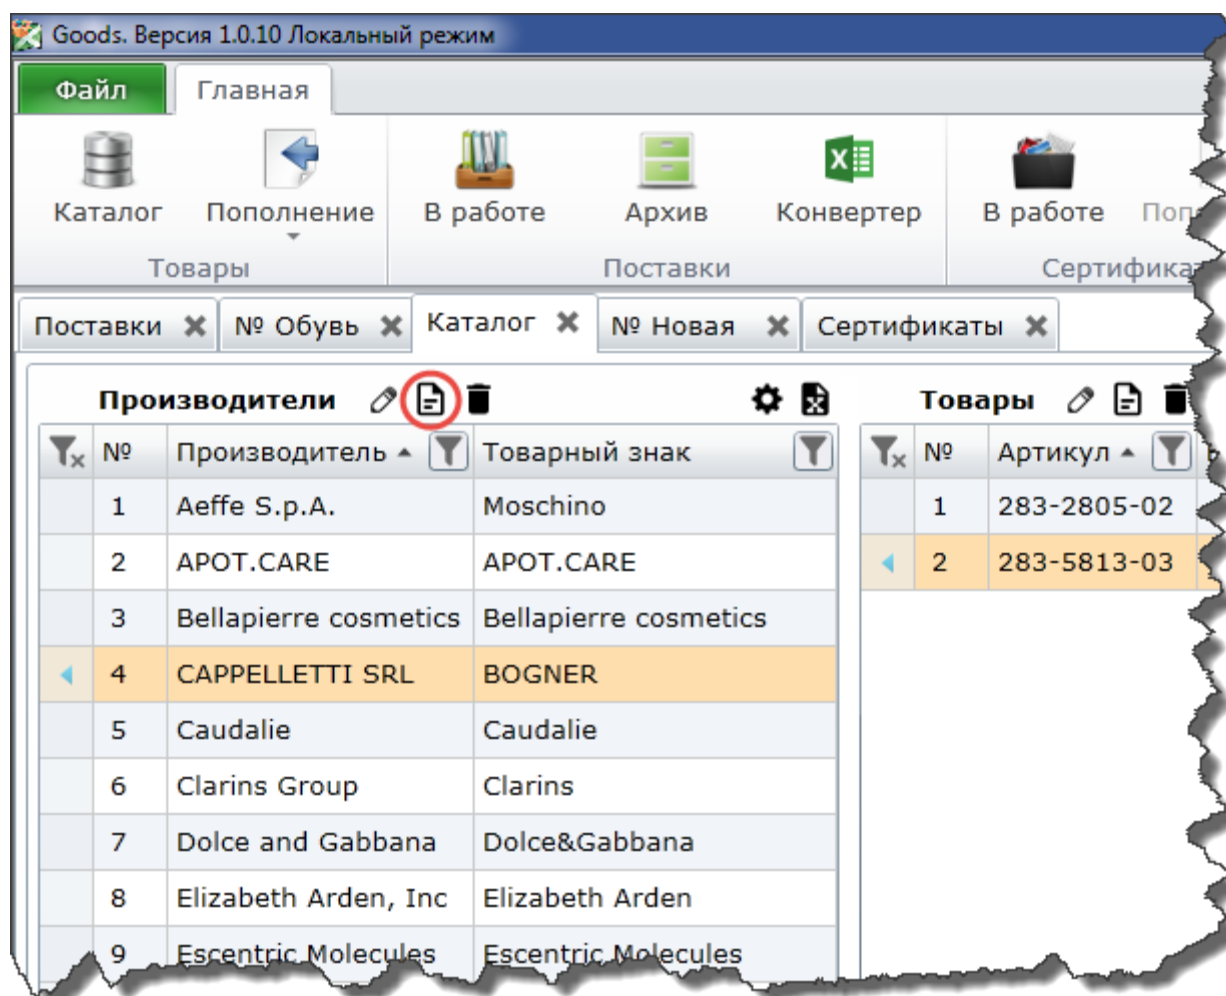 Goods. Версия 1.0.10 Локальный режим
Файл Главная
Каталог Пополнение В работе Архив Конвертер В работе
Товары Поставки
Поставки № Обувь Каталог № Новая Сертификаты
Производители Товары
№ Производитель Товарный знак № Артикул
1 Aeffe S.p.A. Moschino 1 283-2805-02
2 APOT.CARE APOT.CARE 2 283-5813-03
3 Bellapierre cosmetics Bellapierre cosmetics
4 CAPPELLETTI SRL BOGNER
5 Caudalie Caudalie
6 Clarins Group Clarins
7 Dolce and Gabbana Dolce&Gabbana
8 Elizabeth Arden, Inc Elizabeth Arden
9 Escentric Molecules Escentric Molecules